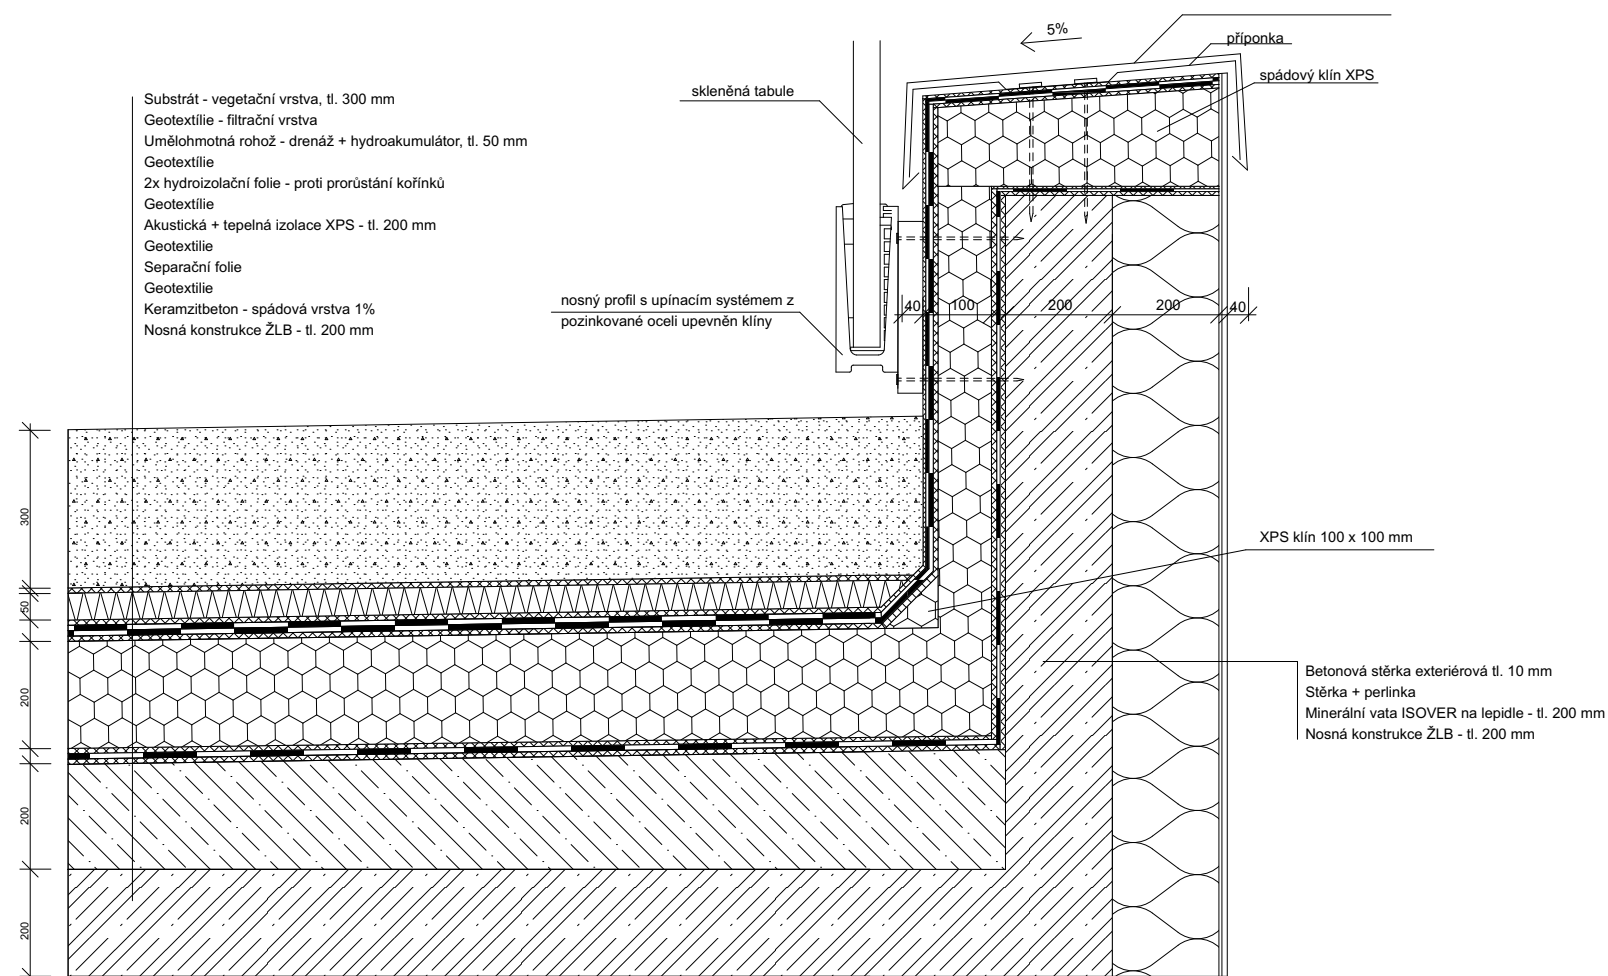 5%
příponka
spádový klín XPS
skleněná tabule
Substrát - vegetační vrstva, tl. 300 mm
Geotextílie - filtrační vrstva
Umělohmotná rohož - drenáž + hydroakumulátor, tl. 50 mm
Geotextílie
2x hydroizolační folie - proti prorůstání kořínků
Geotextílie
Akustická + tepelná izolace XPS - tl. 200 mm
Geotextilie
Separační folie
Geotextilie
Keramzitbeton - spádová vrstva 1%
Nosná konstrukce ŽLB - tl. 200 mm
nosný profil s upínacím systémem z
pozinkované oceli upevněn klíny
40 100 200 200 40
300
50
200
200
200
XPS klín 100 x 100 mm
Betonová stěrka exteriérová tl. 10 mm
Stěrka + perlinka
Minerální vata ISOVER na lepidle - tl. 200 mm
Nosná konstrukce ŽLB - tl. 200 mm